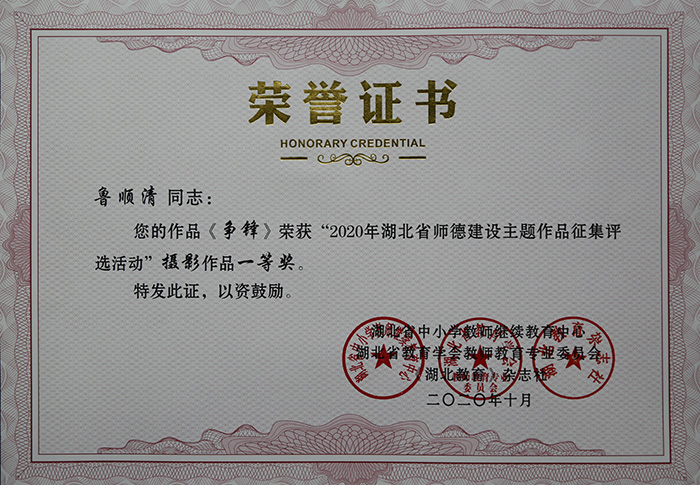 荣誉证书
HONORARY CREDENTIAL
鲁顺清 同志：
您的作品《争锋》荣获“2020年湖北省师德建设主题作品征集评
选活动”摄影作品一等奖。
特发此证，以资鼓励。
湖北省中小学教师继续教育中心
湖北省教育学会教师教育专业委员会
《湖北教育》杂志社
二〇二〇年十月